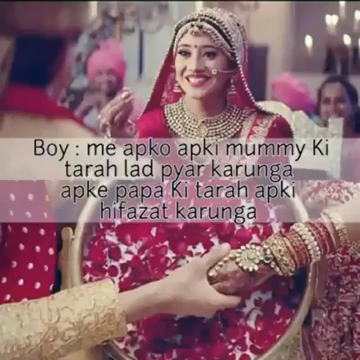 Boy : me apko apki mummy Ki
tarah lad pyar karunga
apke papa Ki tarah apki
hifazat karunga